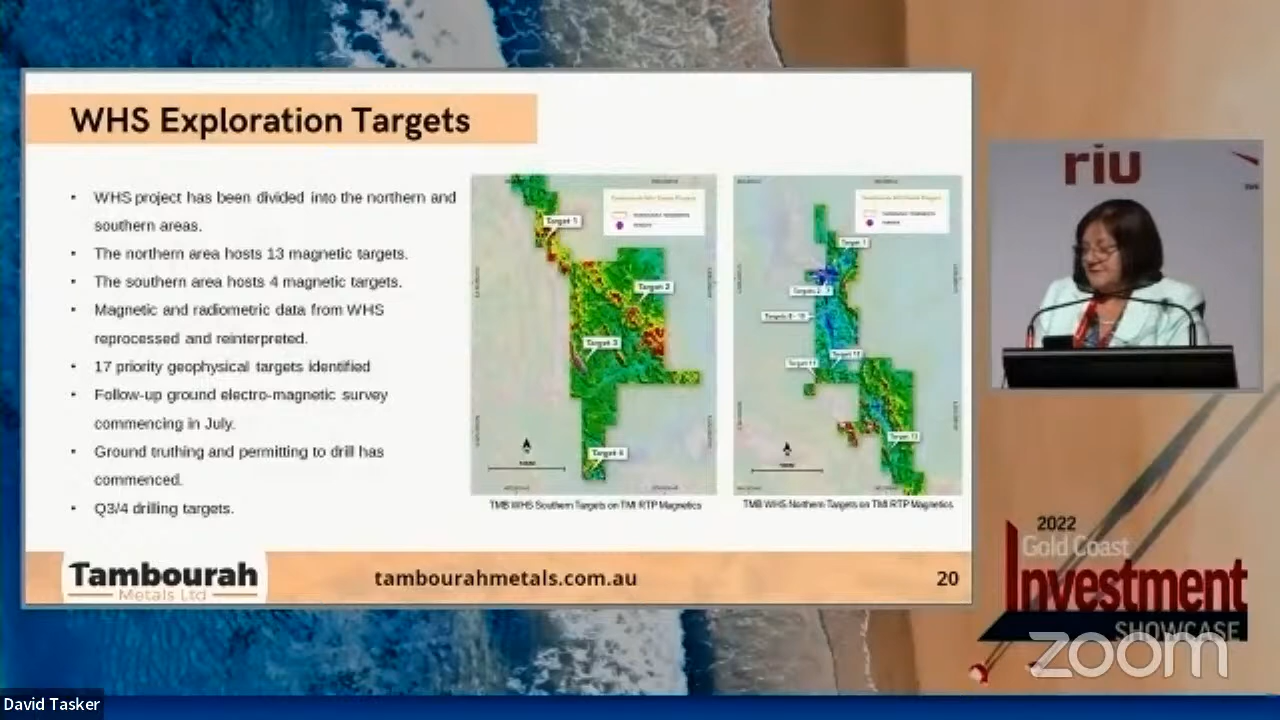 WHS Exploration Targets
• WHS project has been divided into the northern and
southern areas.
• The northern area hosts 13 magnetic targets.
• The southern area hosts 4 magnetic targets.
• Magnetic and radiometric data from WHS
reprocessed and reinterpreted.
• 17 priority geophysical targets identified
• Follow-up ground electro-magnetic survey
commencing in July.
• Ground truthing and permitting to drill has
commenced.
• Q3/4 drilling targets.
Target 1
Target 2
Target 3
Target 4
TMB WHS Southern Targets on TMI RTP Magnetics
Target 1
TMB WHS Northern Targets on TMI RTP Magnetics
Tambourah
Metals Ltd
tambourahmetals.com.au
20
riu
2022
Gold Coast
Investment
SHOWCASE
zoom
David Tasker